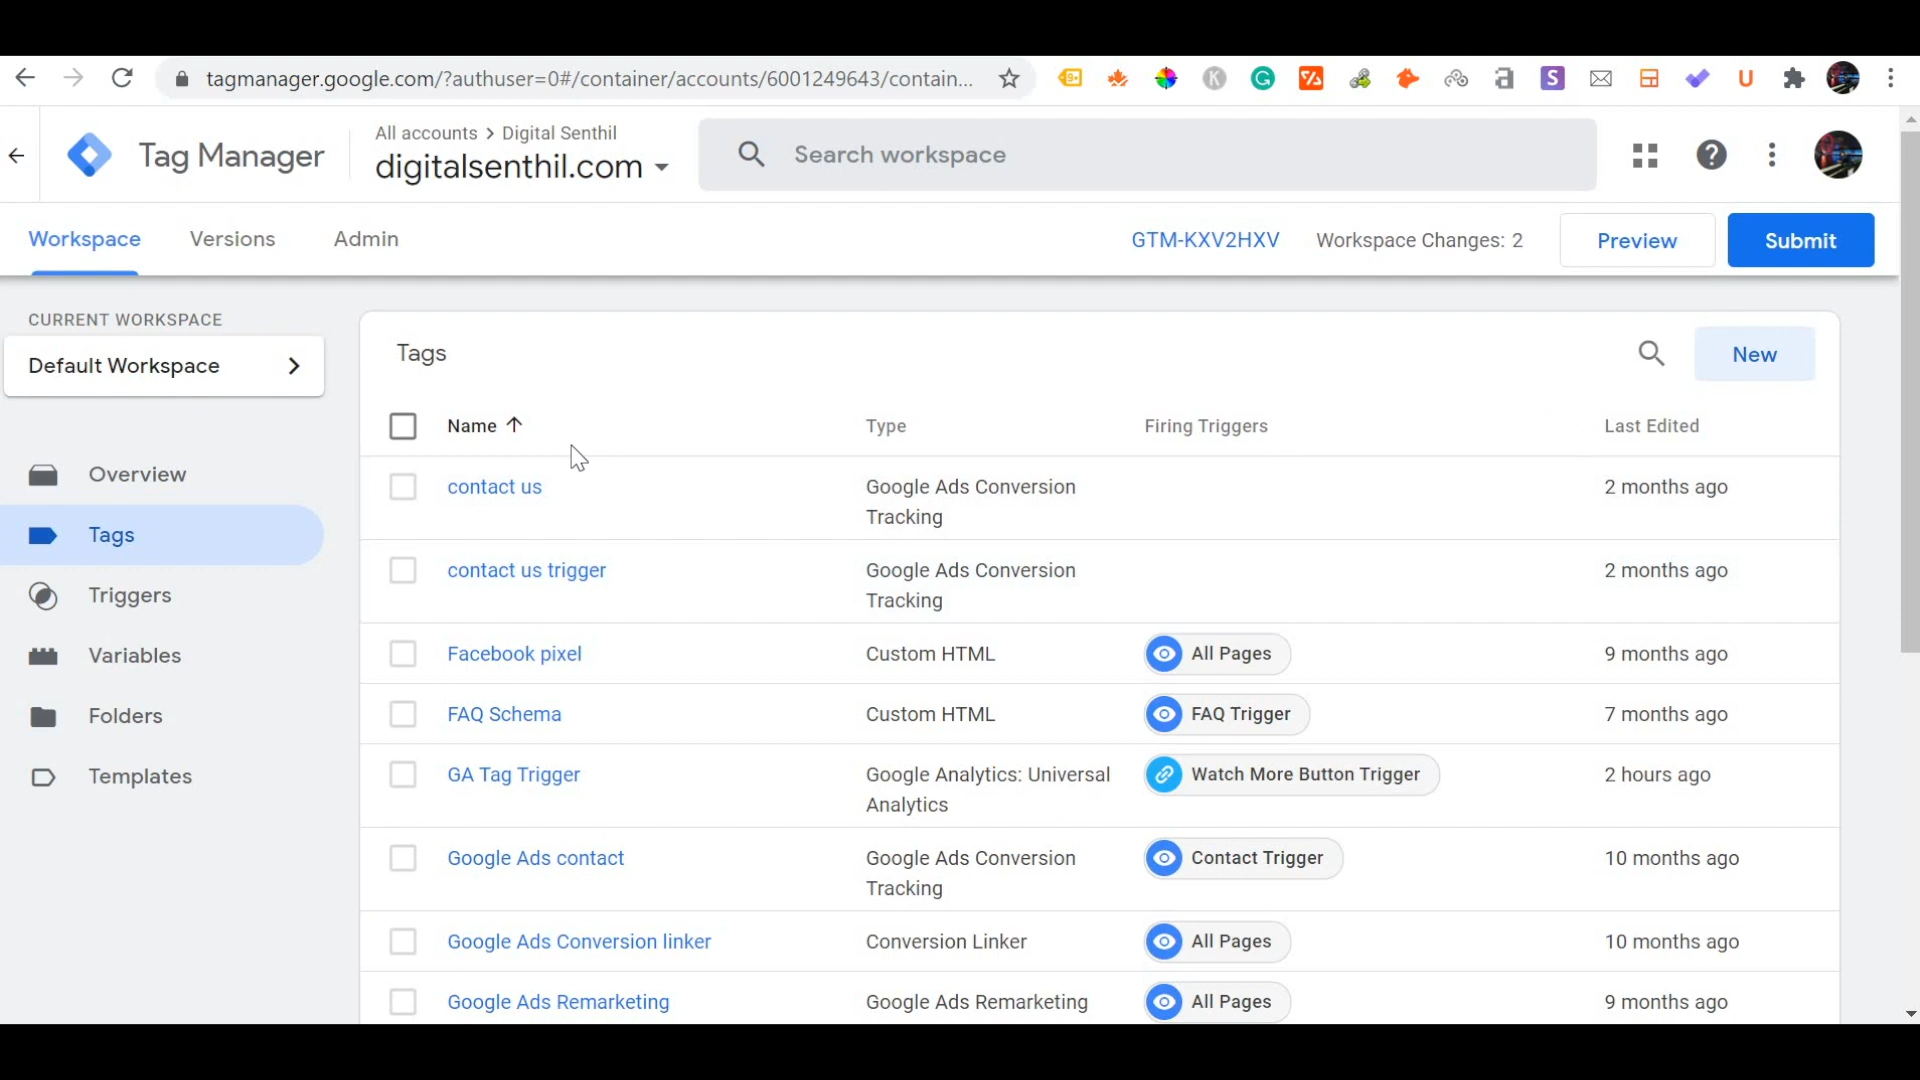 tagmanager.google.com/?authuser=0#/container/accounts/6001249643/contain...
All accounts > Digital Senthil
Tag Manager
digitalsenthil.com
Search workspace
Workspace
Versions
Admin
GTM-KXV2HXV
Workspace Changes: 2
Preview
Submit
CURRENT WORKSPACE
Default Workspace
Overview
Tags
Triggers
Variables
Folders
Templates
Tags
New
Name
Type
Firing Triggers
Last Edited
contact us
Google Ads Conversion
Tracking
2 months ago
contact us trigger
Google Ads Conversion
Tracking
2 months ago
Facebook pixel
Custom HTML
All Pages
9 months ago
FAQ Schema
Custom HTML
FAQ Trigger
7 months ago
GA Tag Trigger
Google Analytics: Universal
Analytics
Watch More Button Trigger
2 hours ago
Google Ads contact
Google Ads Conversion
Tracking
Contact Trigger
10 months ago
Google Ads Conversion linker
Conversion Linker
All Pages
10 months ago
Google Ads Remarketing
Google Ads Remarketing
All Pages
9 months ago